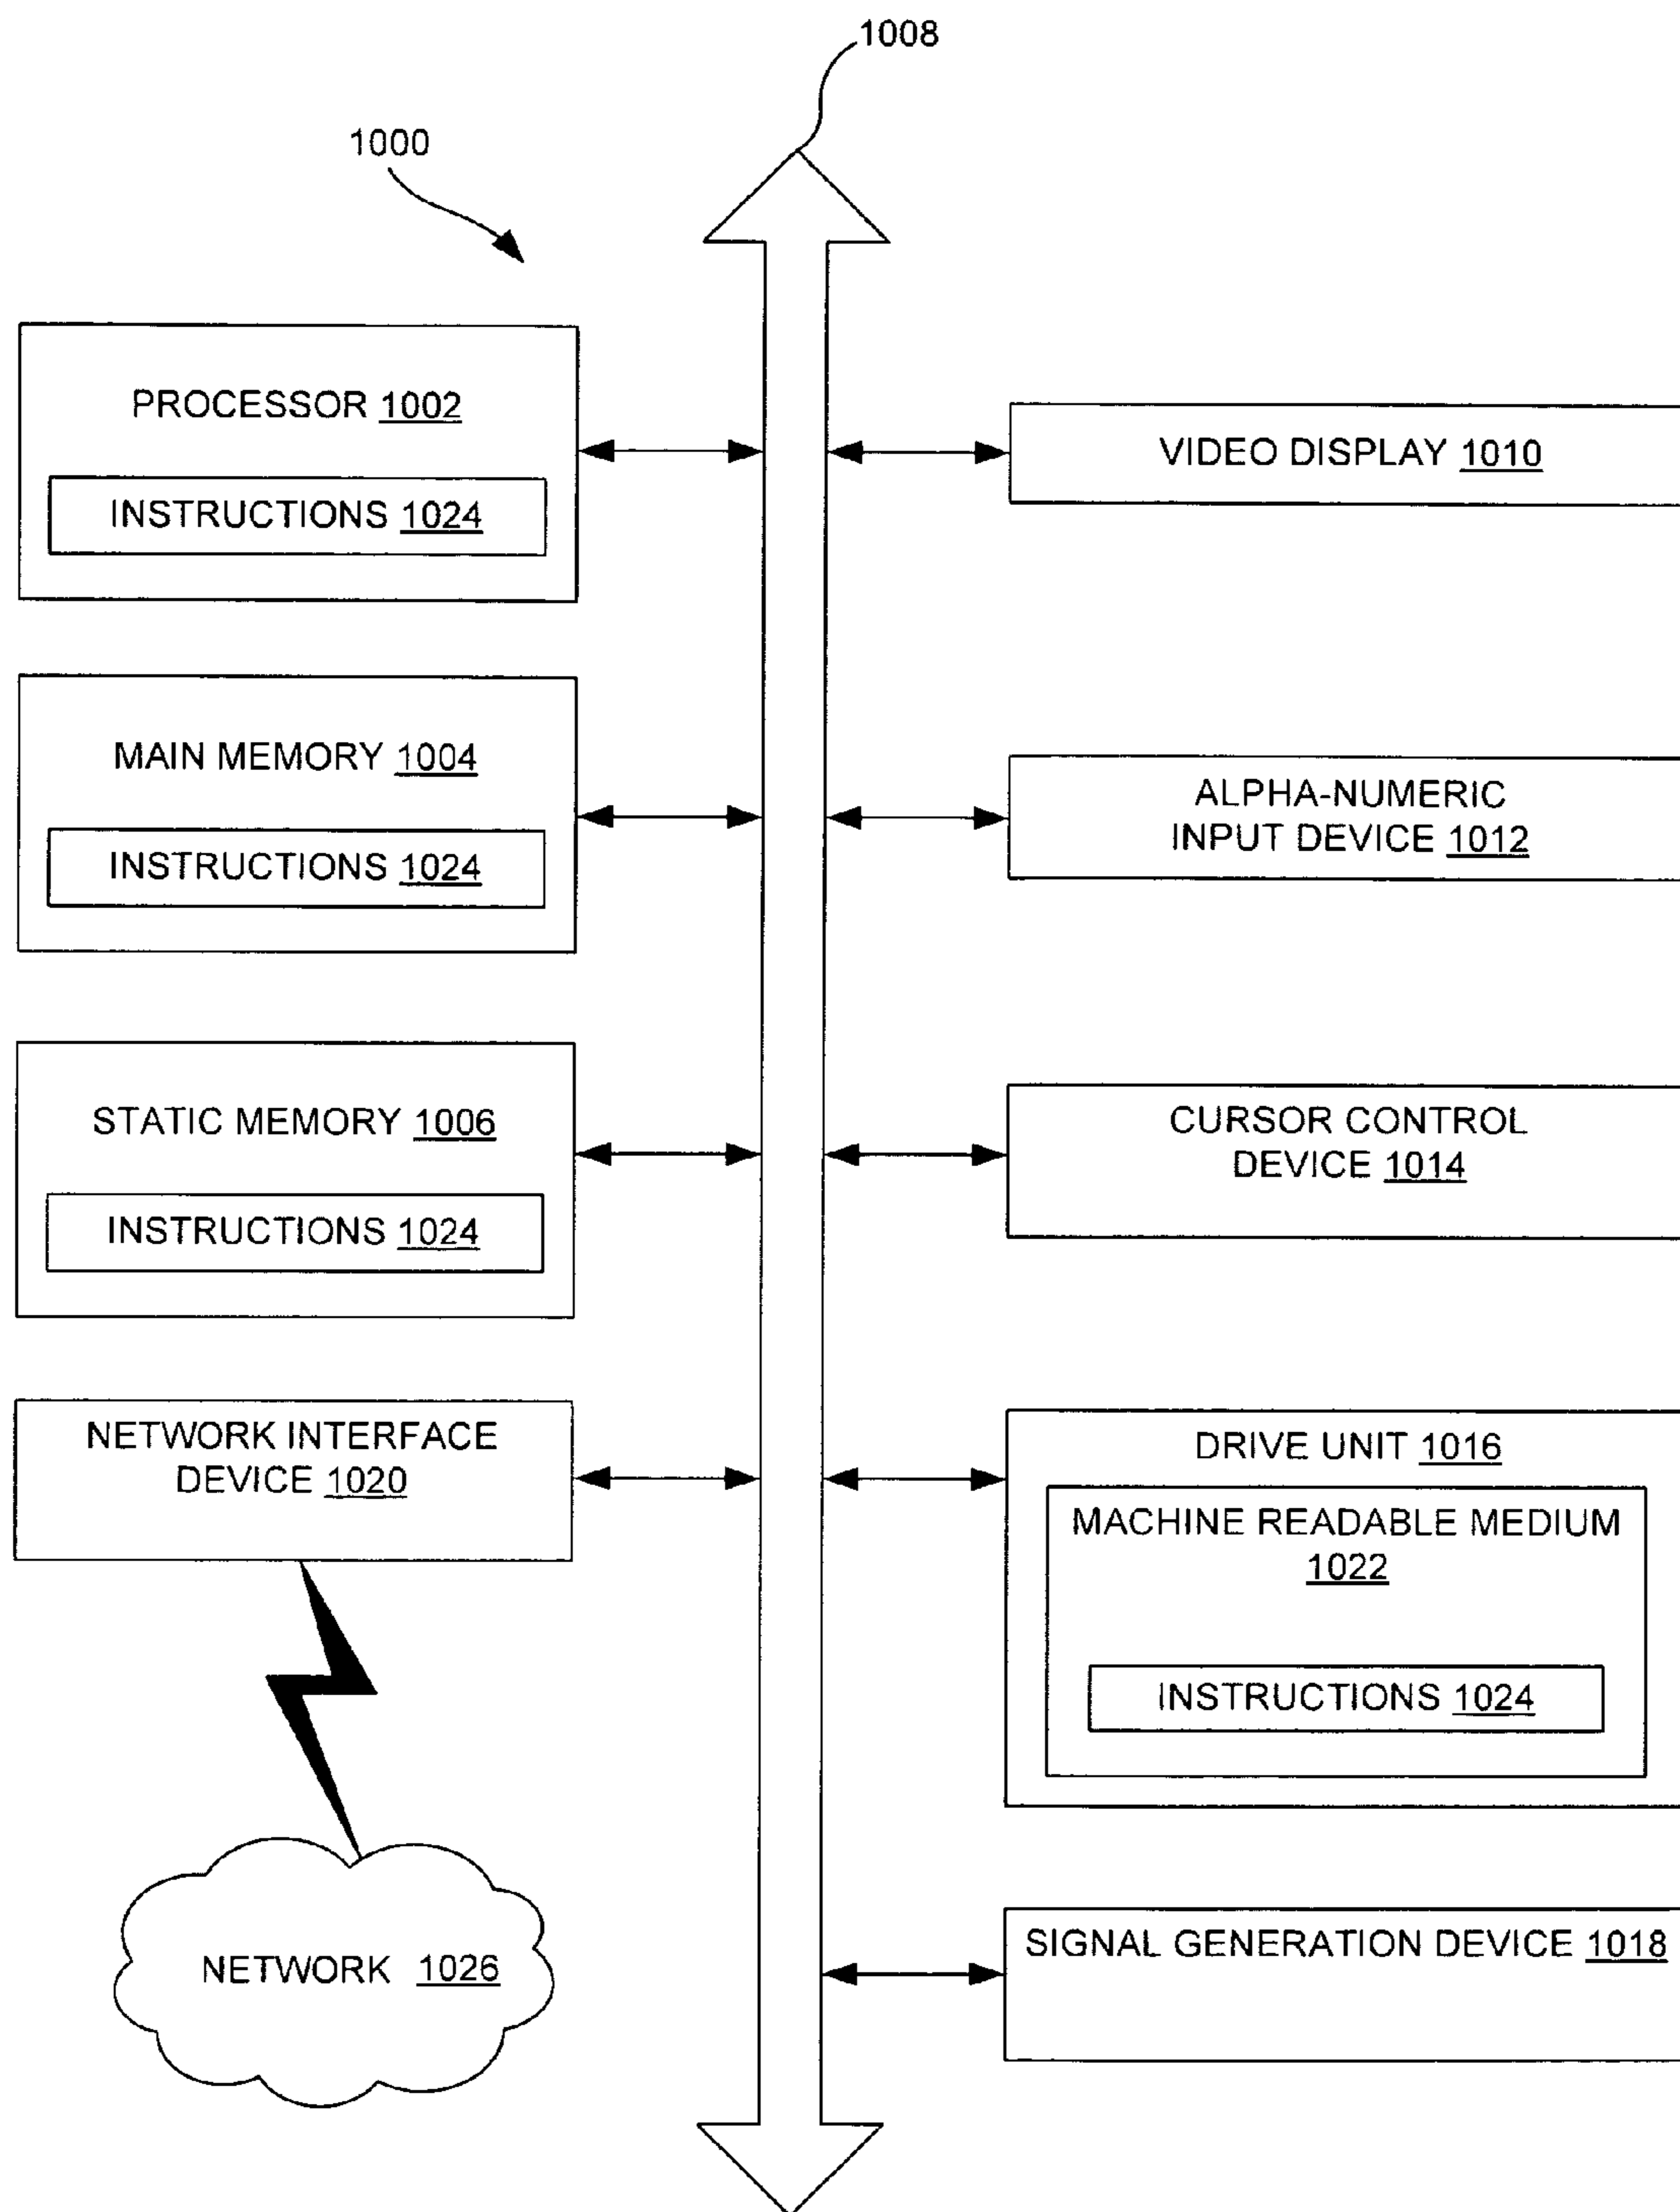 1008
1000
PROCESSOR 1002
INSTRUCTIONS 1024
MAIN MEMORY 1004
INSTRUCTIONS 1024
STATIC MEMORY 1006
INSTRUCTIONS 1024
NETWORK INTERFACE
DEVICE 1020
NETWORK 1026
VIDEO DISPLAY 1010
ALPHA-NUMERIC
INPUT DEVICE 1012
CURSOR CONTROL
DEVICE 1014
DRIVE UNIT 1016
MACHINE READABLE MEDIUM
1022
INSTRUCTIONS 1024
SIGNAL GENERATION DEVICE 1018